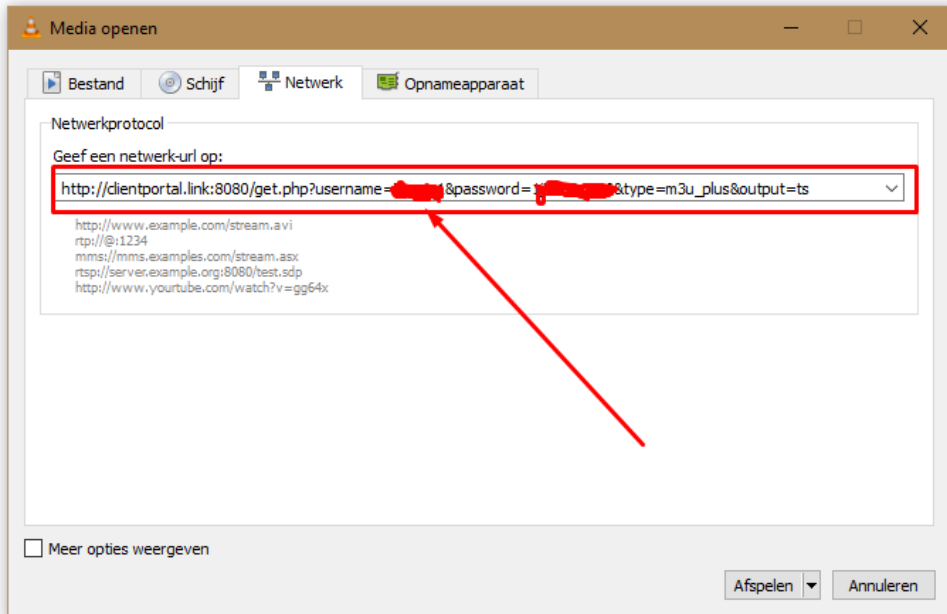 Media openen
Bestand
Schijf
Netwerk
Opnameapparaat
Netwerkprotocol
Geef een netwerk-url op:
http://clientportal.link:8080/get.php?username= &password= &type=m3u_plus&output=ts
http://www.example.com/stream.avi
rtp://@:1234
mms://mms.examples.com/stream.asx
rtsp://server.example.org:8080/test.sdp
http://www.yourtube.com/watch?v=gg64x
Meer opties weergeven
Afspelen
Annuleren